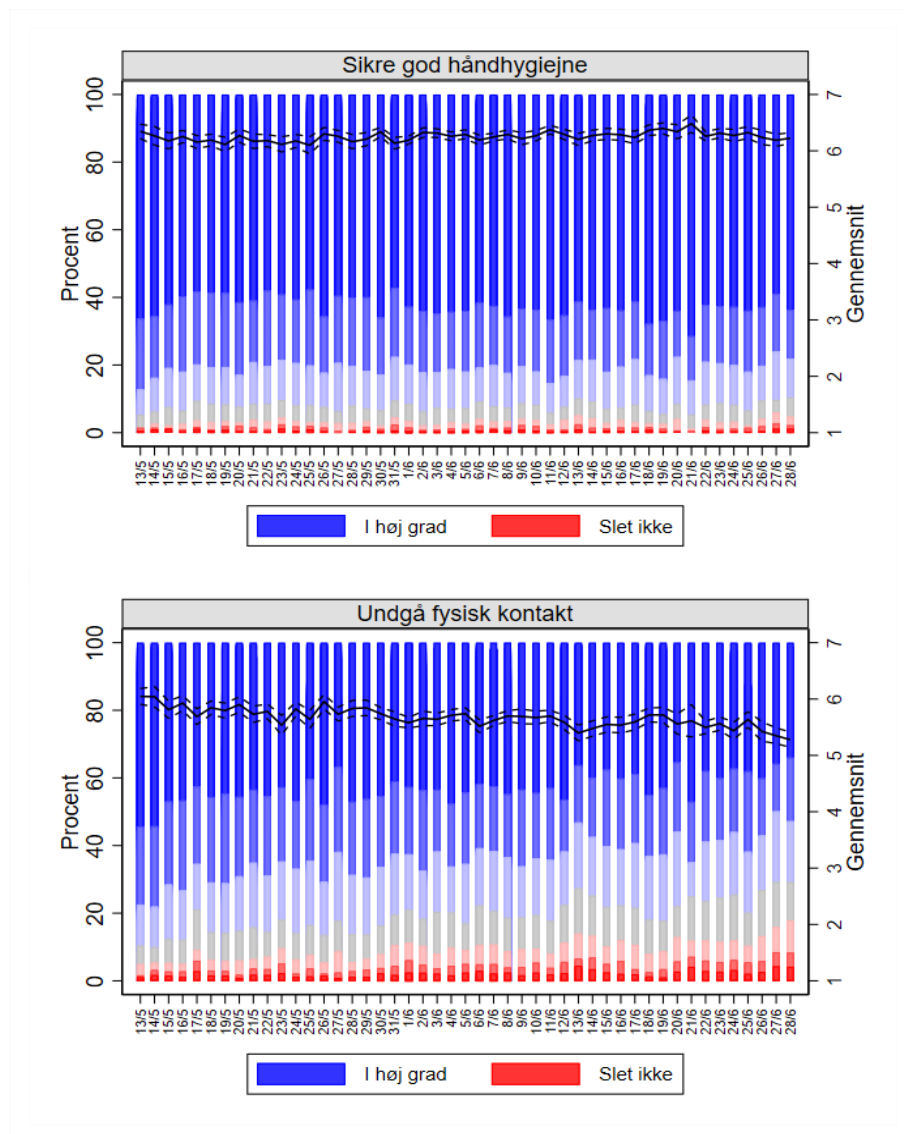 Sikre god håndhygiejne
Procent
0 20 40 60 80 100
Gennemsnit
1 2 3 4 5 6 7
13/5 14/5 15/5 16/5 17/5 18/5 19/5 20/5 21/5 22/5 23/5 24/5 25/5 26/5 27/5 28/5 29/5 30/5 31/5 1/6 2/6 3/6 4/6 5/6 6/6 7/6 8/6 9/6 10/6 11/6 12/6 13/6 14/6 15/6 16/6 17/6 18/6 19/6 20/6 21/6 22/6 23/6 24/6 25/6 26/6 27/6 28/6
I høj grad Slet ikke
Undgå fysisk kontakt
Procent
0 20 40 60 80 100
Gennemsnit
1 2 3 4 5 6 7
13/5 14/5 15/5 16/5 17/5 18/5 19/5 20/5 21/5 22/5 23/5 24/5 25/5 26/5 27/5 28/5 29/5 30/5 31/5 1/6 2/6 3/6 4/6 5/6 6/6 7/6 8/6 9/6 10/6 11/6 12/6 13/6 14/6 15/6 16/6 17/6 18/6 19/6 20/6 21/6 22/6 23/6 24/6 25/6 26/6 27/6 28/6
I høj grad Slet ikke